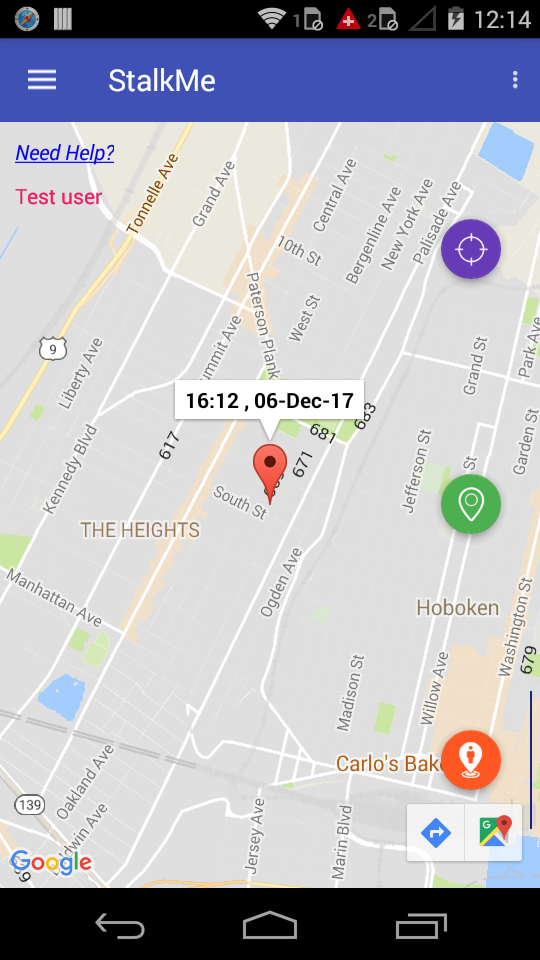 1 2 12:14
StalkMe
Need Help?
Test user
Tonnelle Ave
Grand Ave
Central Ave
Bergenline Ave
New York Ave
Palisade Ave
10th St
Paterson Plank
West St
9
Liberty Ave
Grand St
Park Ave
16:12 , 06-Dec-17
683
681
617
671
Kennedy Blvd
Jefferson St
St
Garden St
South St
THE HEIGHTS
Ogden Ave
Manhattan Ave
Hoboken
Washington St
679
Madison St
Willow Ave
Carlo's Bake
139
Oakland Ave
Jersey Ave
Marin Blvd
G
Google